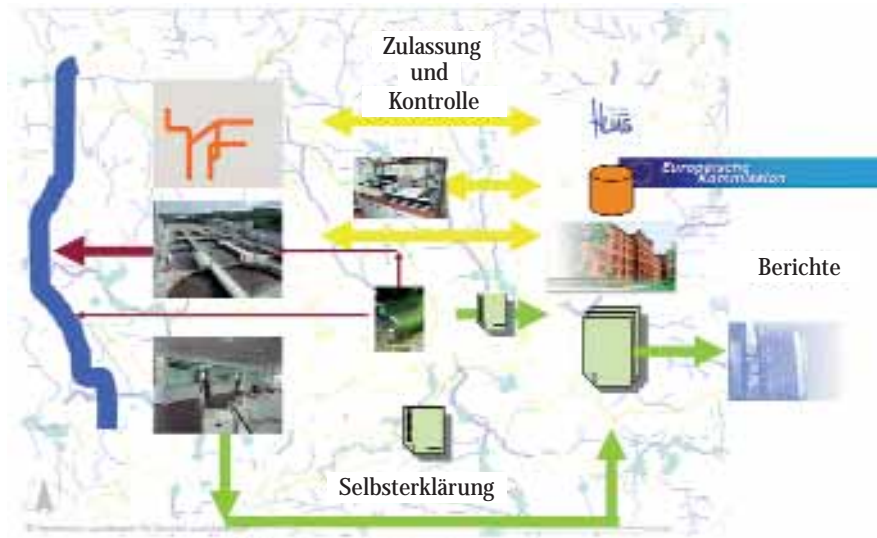 Zulassung
und
Kontrolle
Europäische
Kommission
Berichte
Selbsterklärung